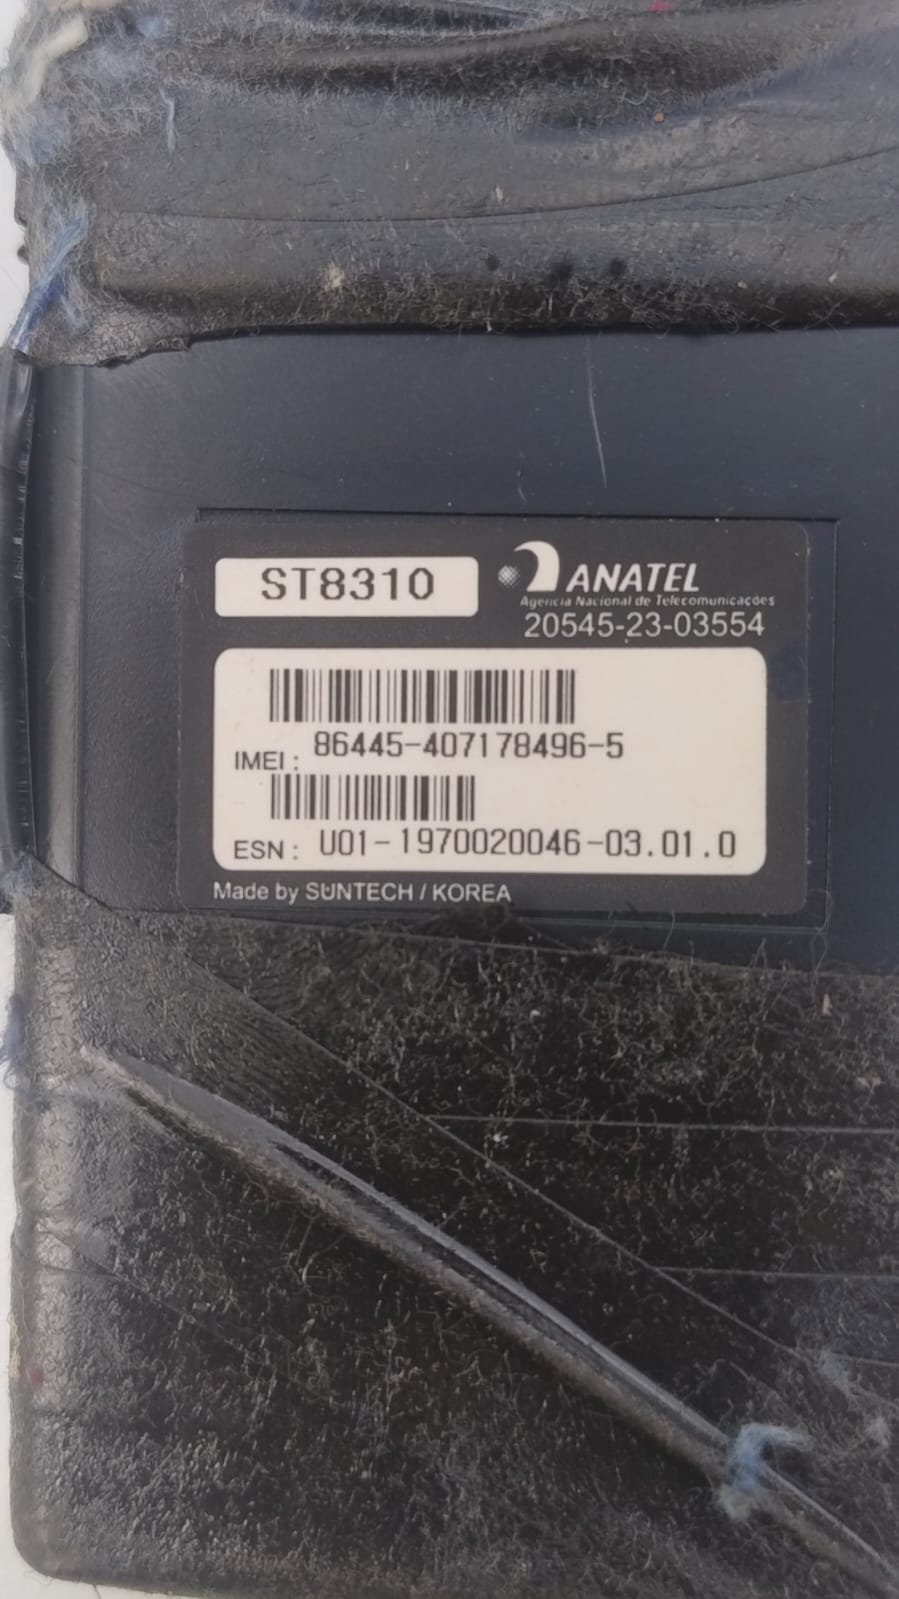 ST8310
ANATEL
Agencia Nacional de Telecomunicações
20545-23-03554
IMEI: 86445-407178496-5
ESN: U01-1970020046-03.01.0
Made by SUNTECH / KOREA